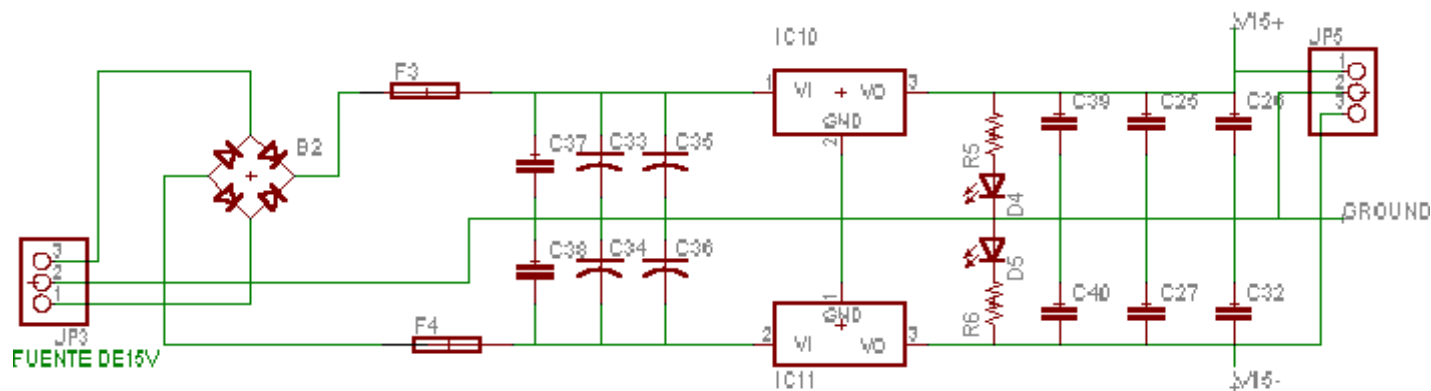 V15+
IC10
JP5
F3
1
VI
VO
3
GND
2
1
2
3
B2
C37
C33
C35
R5
C39
C25
C26
D4
GROUND
3
2
1
JP3
FUENTE DE15V
C38
C34
C36
D5
R6
C40
C27
C32
F4
1
GND
2
VI
VO
3
IC11
V15-